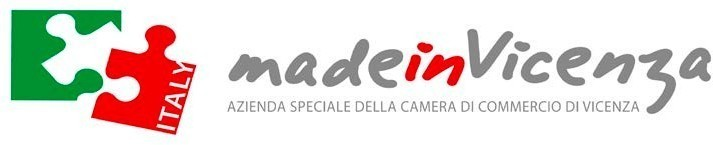 ITALY
madeinVicenza
AZIENDA SPECIALE DELLA CAMERA DI COMMERCIO DI VICENZA